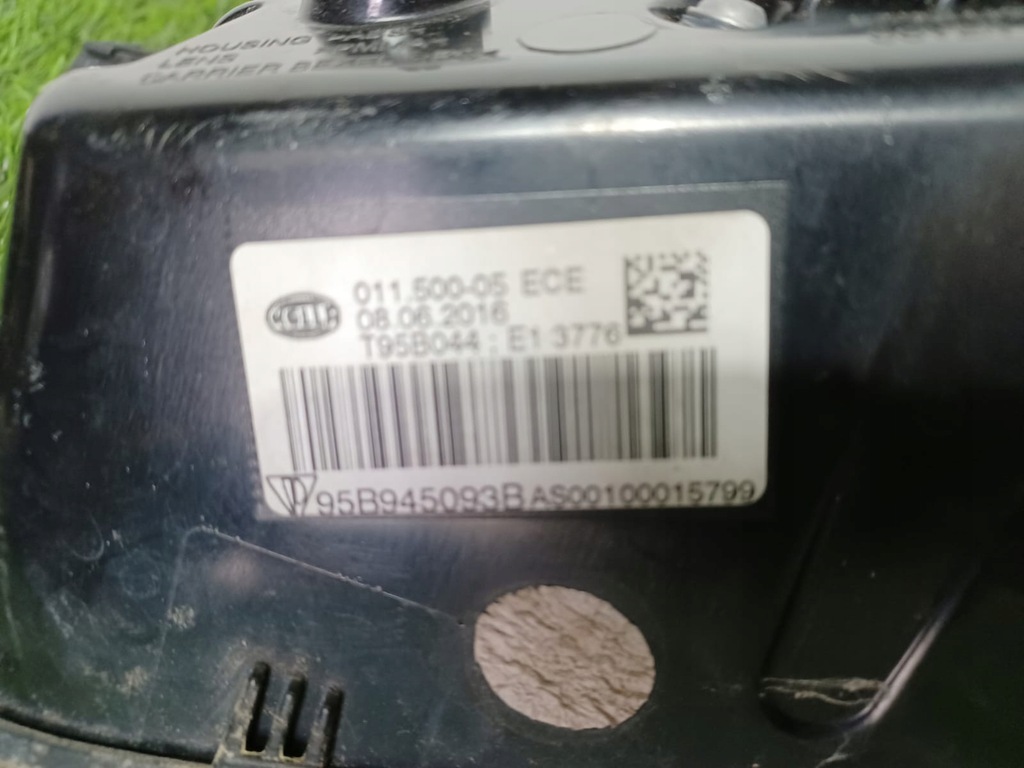 HOUSING
LENS
CARRIER
HELLA
011.500-05 ECE
08.06.2016
T95B044 : E1 3776
95B945093B AS00100015799